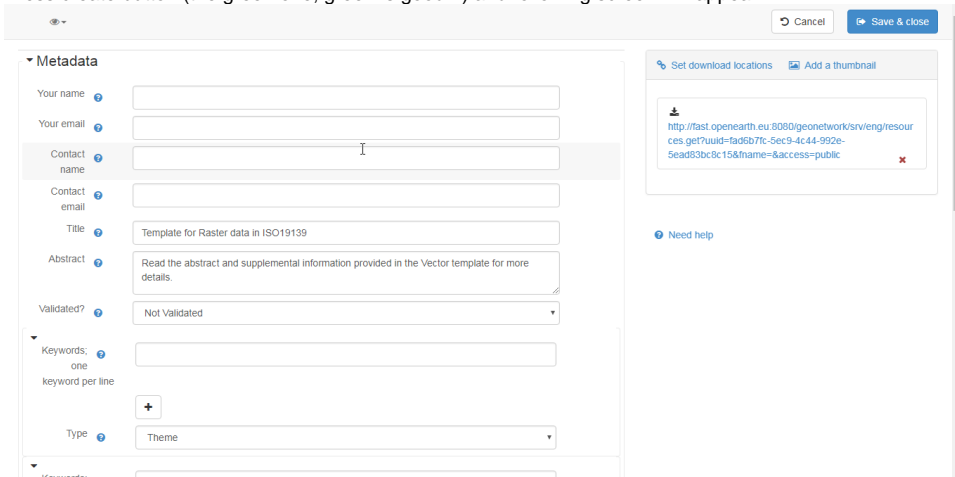 Cancel
Save & close
Metadata
Your name
Your email
Contact
name
Contact
email
Title
Template for Raster data in ISO19139
Abstract
Read the abstract and supplemental information provided in the Vector template for more
details.
Validated?
Not Validated
Keywords;
one
keyword per line
+
Type
Theme
Set download locations
Add a thumbnail
http://fast.openearth.eu:8080/geonetwork/srv/eng/resour
ces.get?uuid=fad6b7fc-5ec9-4c44-992e-
5ead83bc8c15&fname=&access=public
Need help